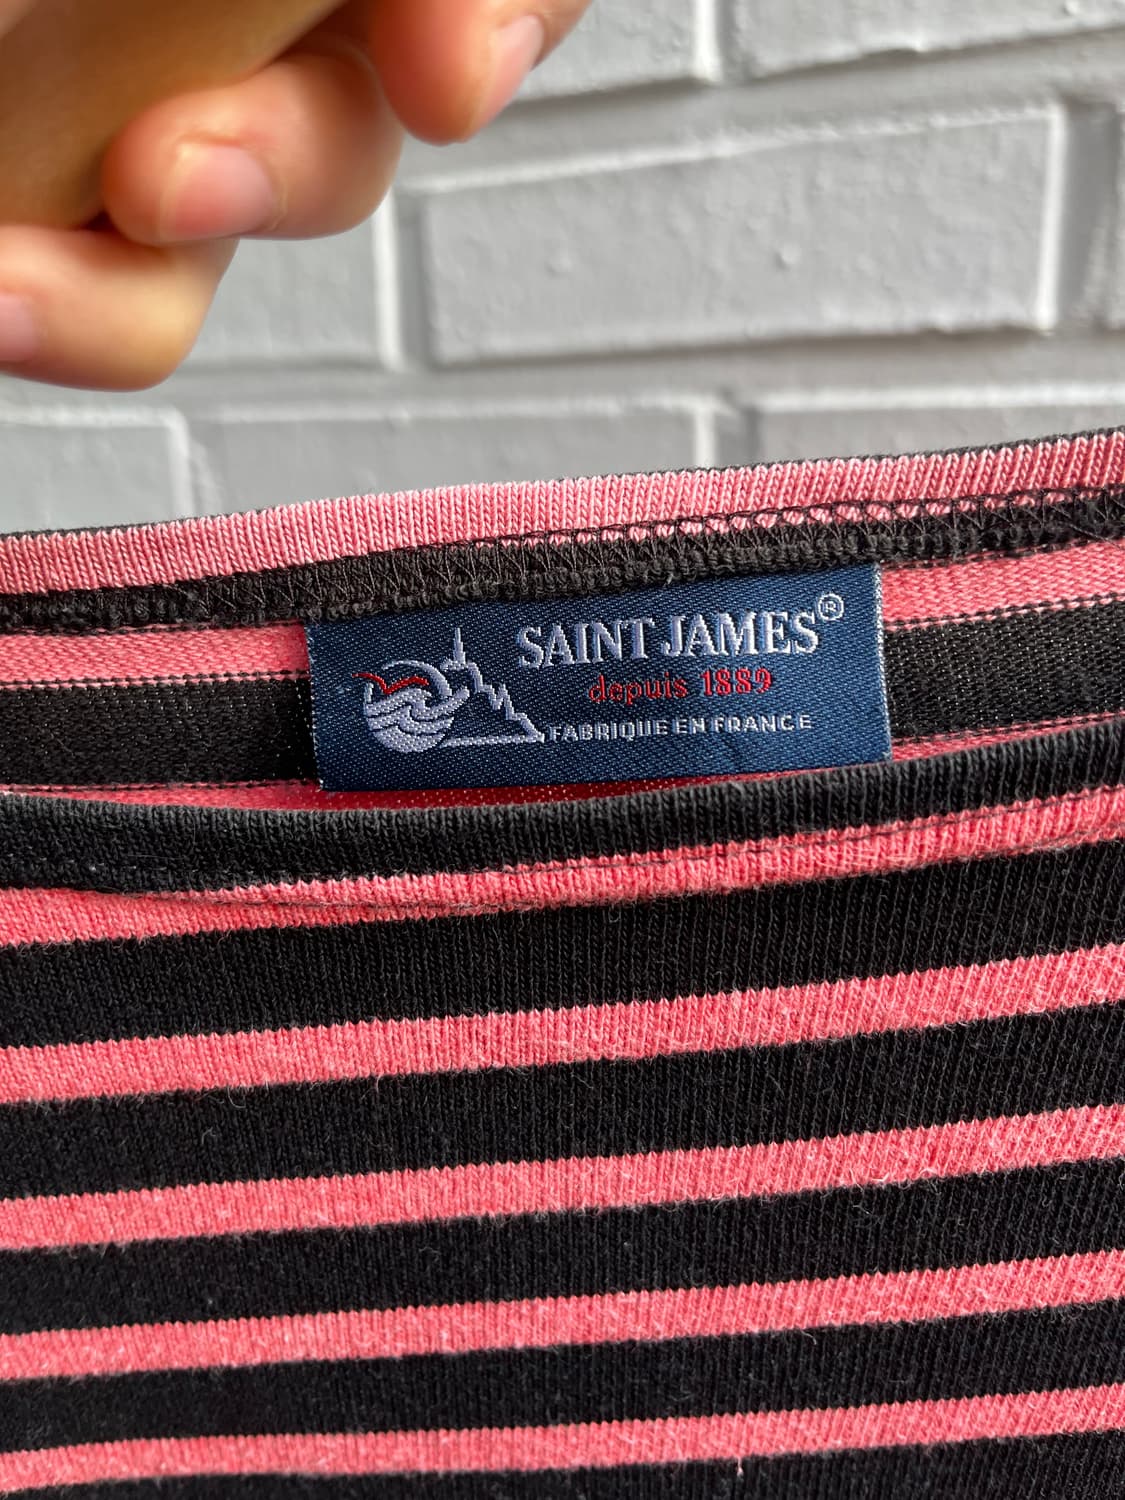 SAINT JAMES®
depuis 1889
FABRIQUE EN FRANCE